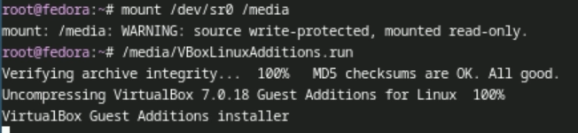 root@fedora:~# mount /dev/sr0 /media
mount: /media: WARNING: source write-protected, mounted read-only.
root@fedora:~# /media/VBoxLinuxAdditions.run
Verifying archive integrity...  100%   MD5 checksums are OK. All good.
Uncompressing VirtualBox 7.0.18 Guest Additions for Linux  100%
VirtualBox Guest Additions installer